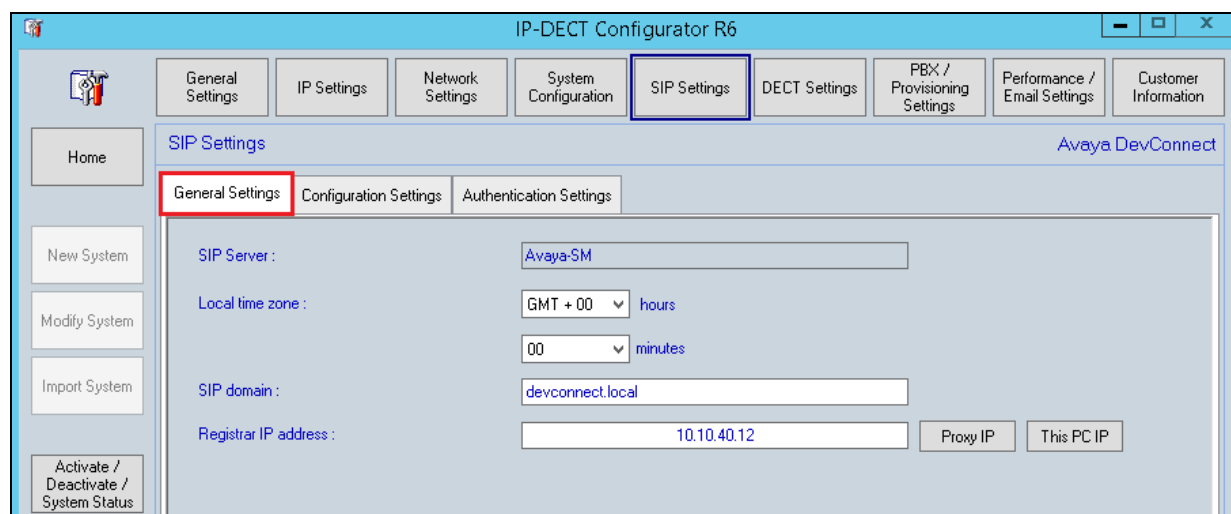 IP-DECT Configurator R6
General
Settings
IP Settings
Network
Settings
System
Configuration
SIP Settings
DECT Settings
PBX /
Provisioning
Settings
Performance /
Email Settings
Customer
Information
Home
SIP Settings
Avaya DevConnect
General Settings
Configuration Settings
Authentication Settings
New System
SIP Server :
Avaya-SM
Local time zone :
GMT + 00
hours
Modify System
00
minutes
Import System
SIP domain :
devconnect.local
Registrar IP address :
10.10.40.12
Proxy IP
This PC IP
Activate /
Deactivate /
System Status